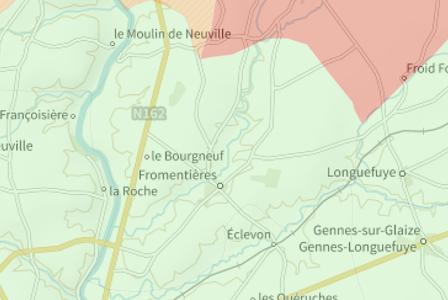 le Moulin de Neuville
Froid Fo
N162
Françoisière
euville
le Bourgneuf
Fromentières
la Roche
Longuefuye
Éclevon
Gennes-sur-Glaize
Gennes-Longuefuye
les Quéruches